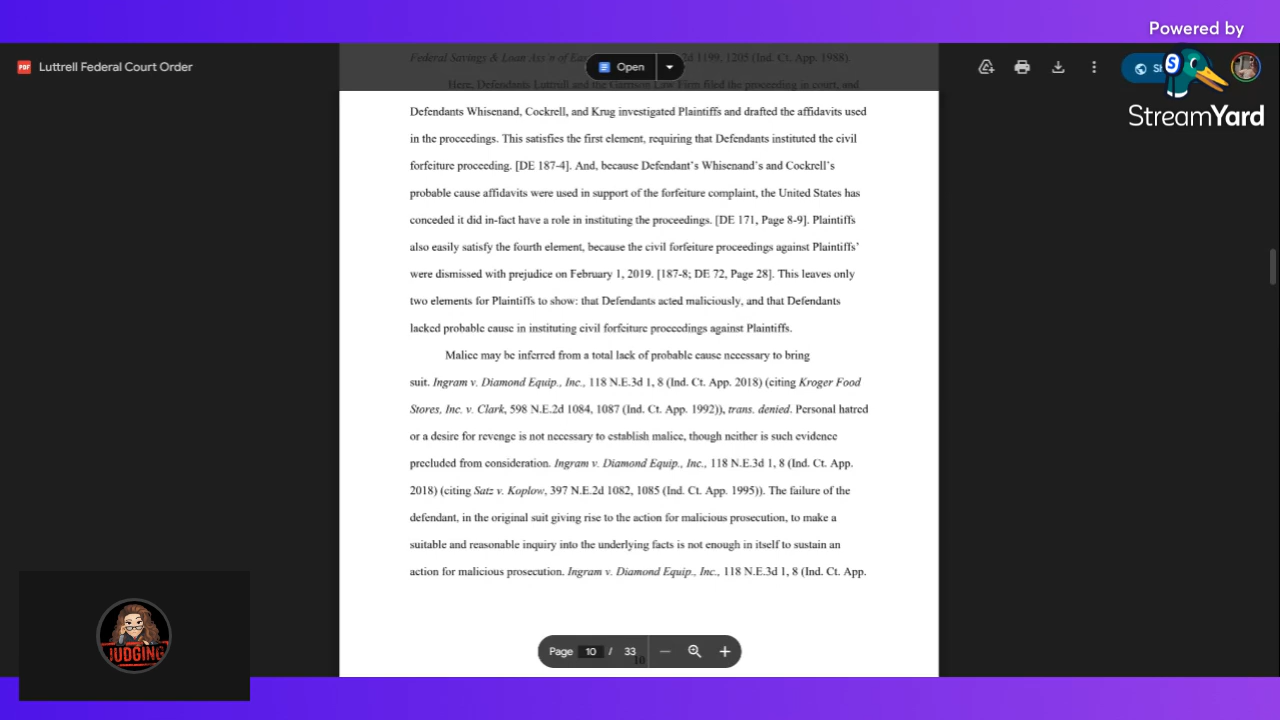 Powered by
StreamYard
Luttrell Federal Court Order
Open
Federal Savings & Loan Ass'n of Eas 2d 1199, 1205 (Ind. Ct. App. 1988)
Here, Defendants Luttrell and the Garrison Law Firm filed the proceeding in court, and
Defendants Whisenand, Cockrell, and Krug investigated Plaintiffs and drafted the affidavits used
in the proceedings. This satisfies the first element, requiring that Defendants instituted the civil
forfeiture proceeding. [DE 187-4]. And, because Defendant's Whisenand's and Cockrell's
probable cause affidavits were used in support of the forfeiture complaint, the United States has
conceded it did in-fact have a role in instituting the proceedings. [DE 171, Page 8-9]. Plaintiffs
also easily satisfy the fourth element, because the civil forfeiture proceedings against Plaintiffs'
were dismissed with prejudice on February 1, 2019. [187-8; DE 72, Page 28]. This leaves only
two elements for Plaintiffs to show: that Defendants acted maliciously, and that Defendants
lacked probable cause in instituting civil forfeiture proceedings against Plaintiffs.
Malice may be inferred from a total lack of probable cause necessary to bring
suit. Ingram v. Diamond Equip., Inc., 118 N.E.3d 1, 8 (Ind. Ct. App. 2018) (citing Kroger Food
Stores, Inc. v. Clark, 598 N.E.2d 1084, 1087 (Ind. Ct. App. 1992)), trans. denied. Personal hatred
or a desire for revenge is not necessary to establish malice, though neither is such evidence
precluded from consideration. Ingram v. Diamond Equip., Inc., 118 N.E.3d 1, 8 (Ind. Ct. App.
2018) (citing Satz v. Koplow, 397 N.E.2d 1082, 1085 (Ind. Ct. App. 1995)). The failure of the
defendant, in the original suit giving rise to the action for malicious prosecution, to make a
suitable and reasonable inquiry into the underlying facts is not enough in itself to sustain an
action for malicious prosecution. Ingram v. Diamond Equip., Inc., 118 N.E.3d 1, 8 (Ind. Ct. App.
JUDGING
Page 10 / 33
10